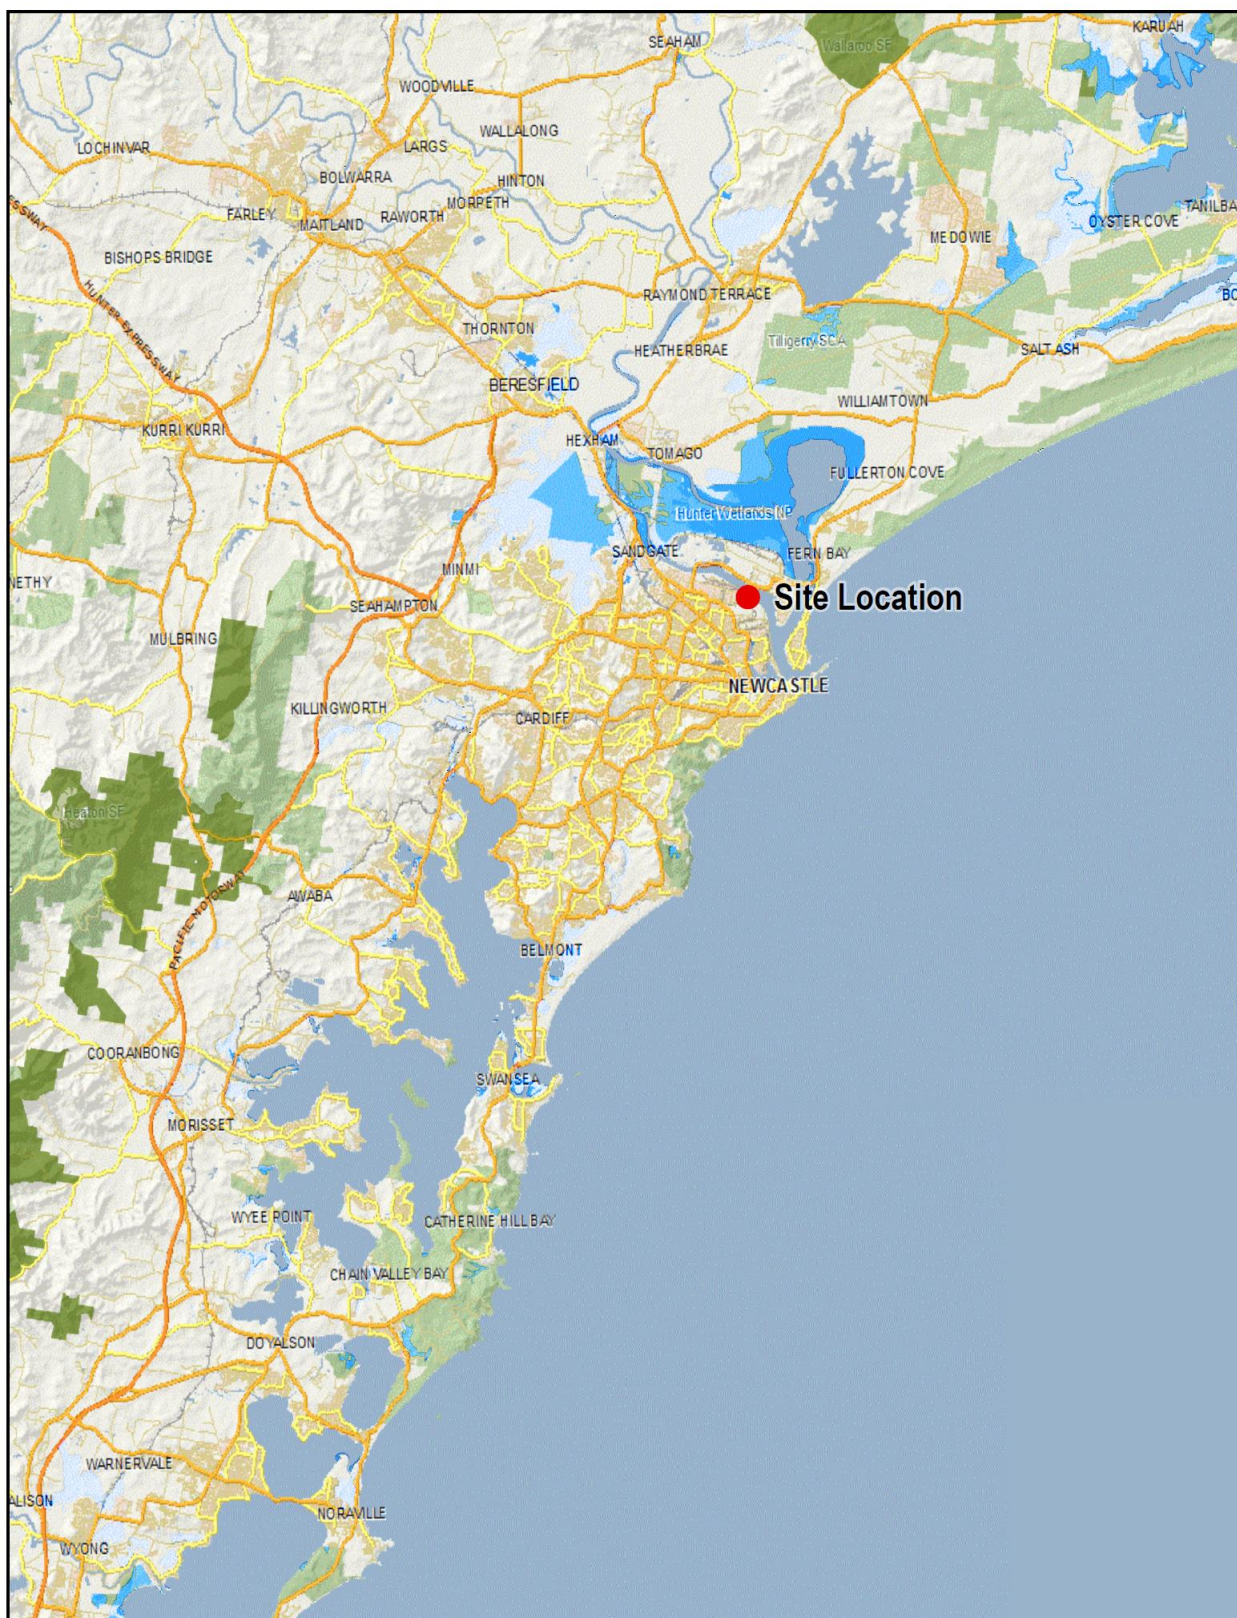 KARUAH
SEAHAM
Wallaroo SF
WOODVILLE
WALLALONG
LOCHINVAR
LARGS
BOLWARRA
HINTON
MORPETH
TANILBA
FARLEY
RAWORTH
MAITLAND
OYSTER COVE
MEDOWIE
BISHOPS BRIDGE
RAYMOND TERRACE
HUNTER EXPRESSWAY
THORNTON
Tilligerry SCA
HEATHERBRAE
SALT ASH
BERESFIELD
WILLIAMTOWN
KURRI KURRI
HEXHAM
TOMAGO
FULLERTON COVE
Hunter Wetlands NP
SANDGATE
FERN BAY
MINMI
NETHY
Site Location
SEAHAMPTON
MULBRING
NEWCASTLE
KILLINGWORTH
CARDIFF
Heaton SF
AWABA
PACIFIC MOTORWAY
BELMONT
COORANBONG
SWANSEA
MORISSET
WYEE POINT
CATHERINE HILL BAY
CHAIN VALLEY BAY
DOYALSON
WARNERVALE
ALISON
NORAVILLE
WYONG